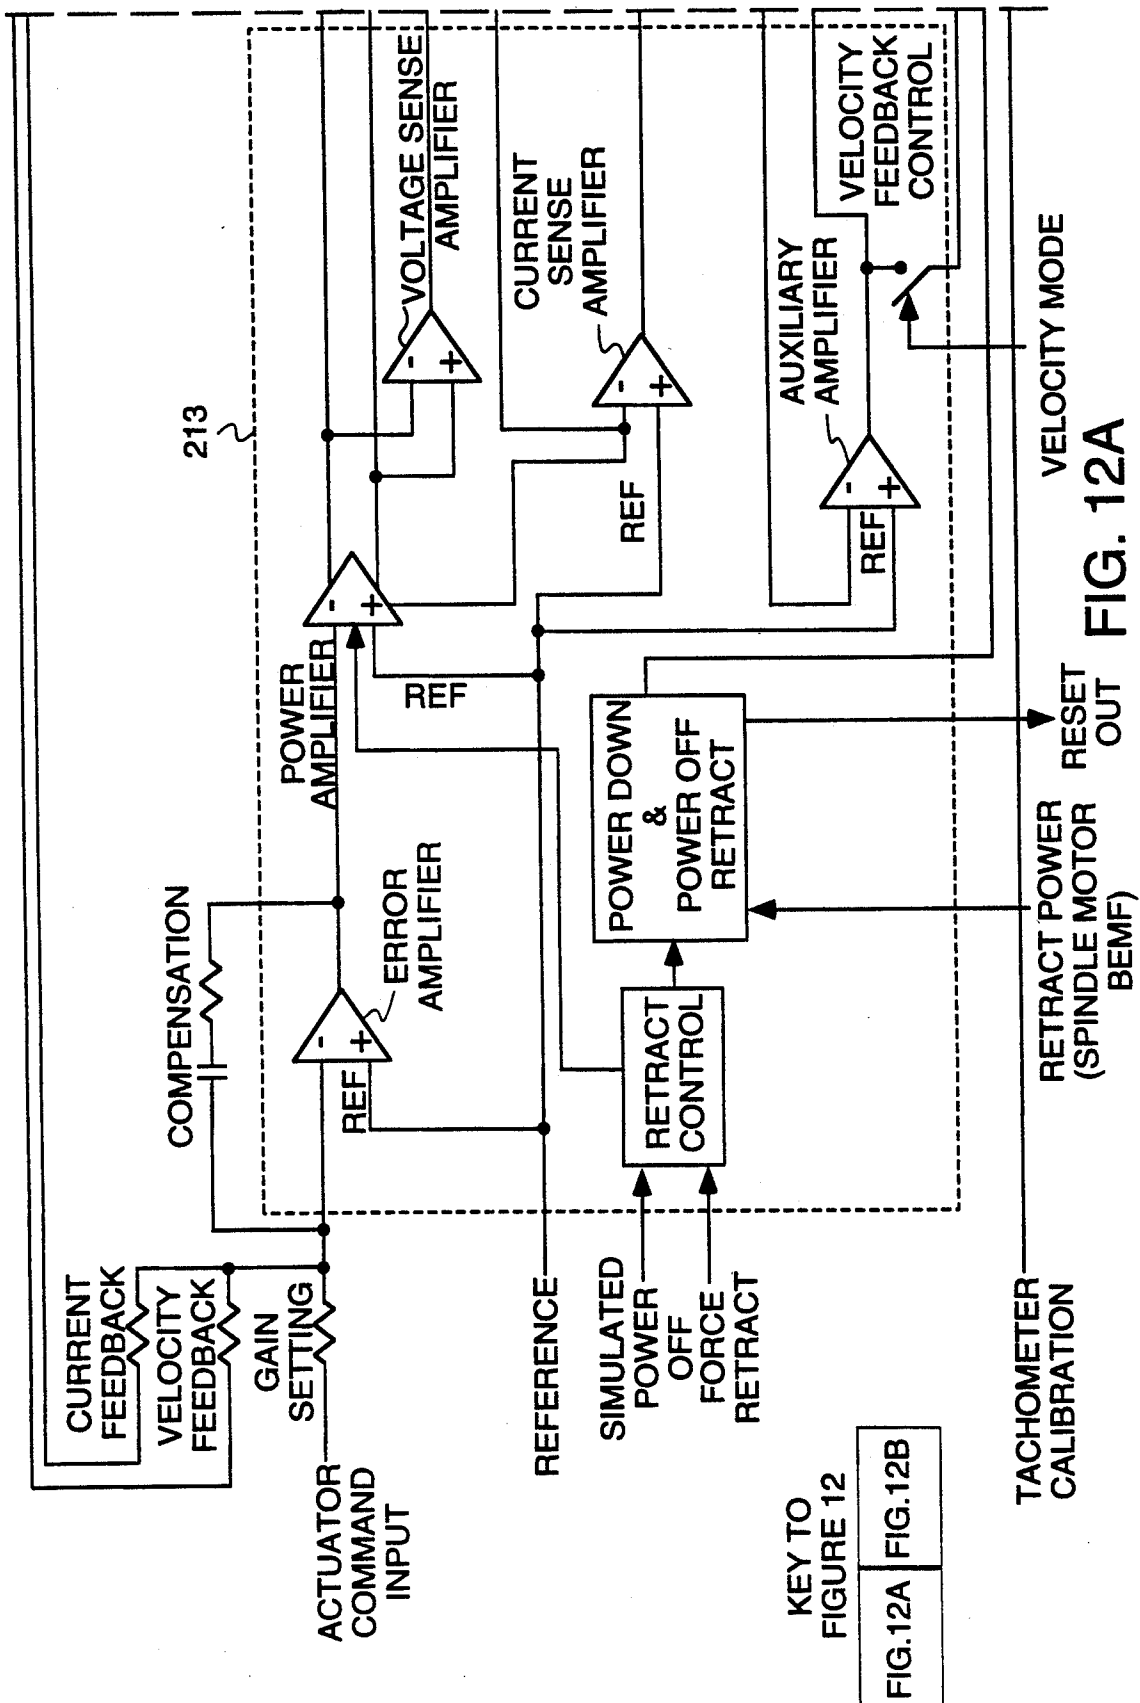 CURRENT
FEEDBACK
VELOCITY
FEEDBACK
GAIN
SETTING
ACTUATOR
COMMAND
INPUT
COMPENSATION
213
-
+
REF
ERROR
AMPLIFIER
POWER
AMPLIFIER
-
+
REF
-
+
VOLTAGE SENSE
AMPLIFIER
CURRENT
SENSE
AMPLIFIER
-
+
REF
REFERENCE
AUXILIARY
AMPLIFIER
-
+
REF
VELOCITY
FEEDBACK
CONTROL
SIMULATED
POWER
OFF
FORCE
RETRACT
RETRACT
CONTROL
POWER DOWN
&
POWER OFF
RETRACT
KEY TO
FIGURE 12
FIG.12A
FIG.12B
TACHOMETER
CALIBRATION
RETRACT POWER
(SPINDLE MOTOR
BEMF)
RESET
OUT
VELOCITY MODE
FIG. 12A